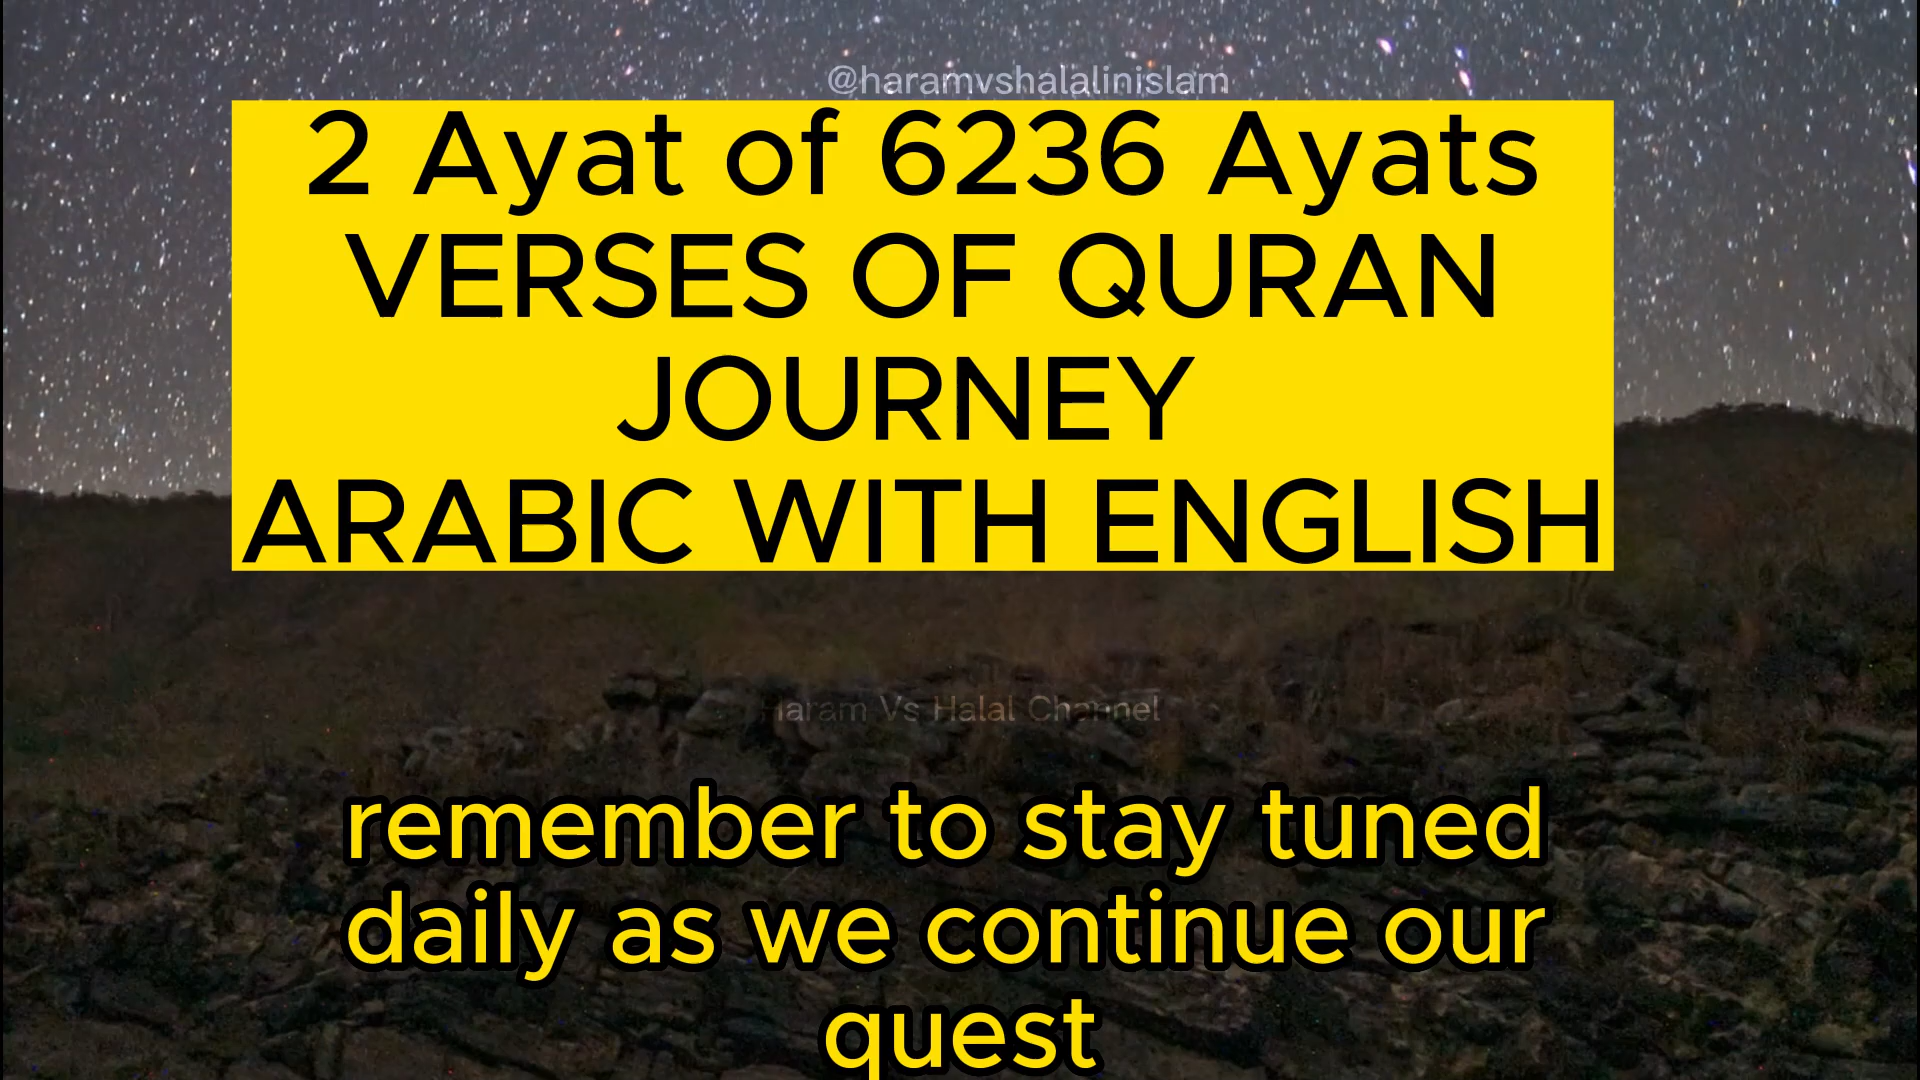 @haramvshalalinislam
2 Ayat of 6236 Ayats
VERSES OF QURAN
JOURNEY
ARABIC WITH ENGLISH
Haram Vs Halal Channel
remember to stay tuned
daily as we continue our
quest